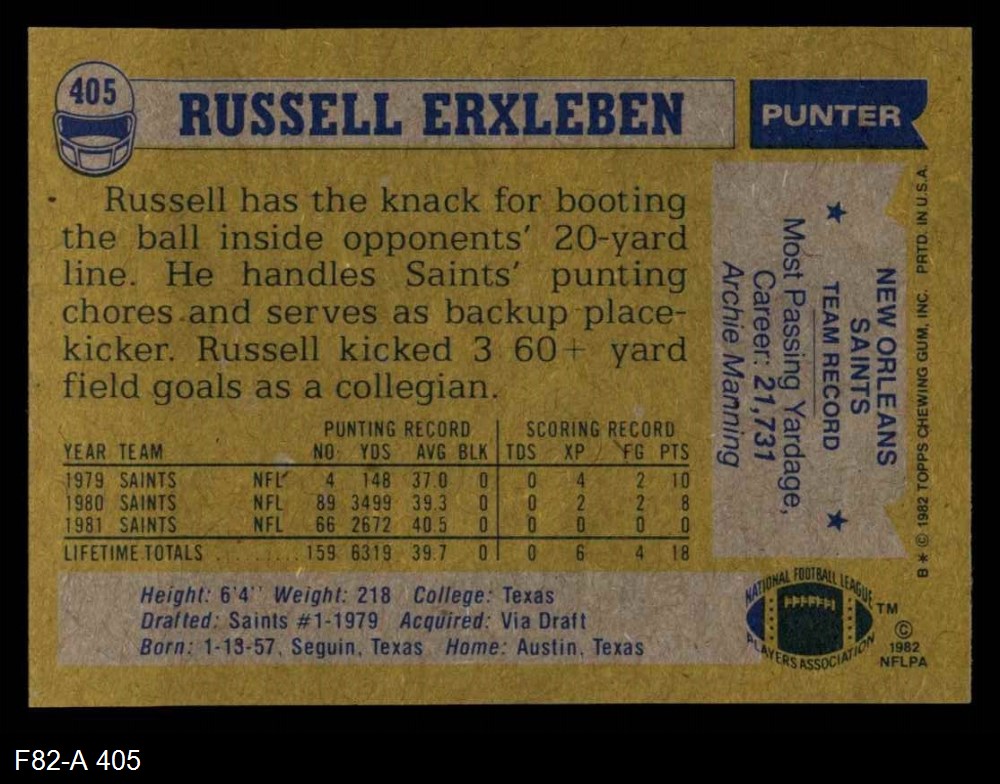 405
RUSSELL ERXLEBEN
PUNTER
Russell has the knack for booting
the ball inside opponents' 20-yard
line. He handles Saints' punting
chores and serves as backup place-
kicker. Russell kicked 3 60+ yard
field goals as a collegian.
PUNTING RECORD SCORING RECORD
YEAR TEAM NO. YDS AVG BLK TDS XP FG PTS
1979 SAINTS NFL 4 148 37.0 0 0 4 2 10
1980 SAINTS NFL 89 3499 39.3 0 0 2 2 8
1981 SAINTS NFL 66 2672 40.5 0 0 0 0 0
LIFETIME TOTALS .......... 159 6319 39.7 0 0 6 4 18
Height: 6'4" Weight: 218 College: Texas
Drafted: Saints #1-1979 Acquired: Via Draft
Born: 1-13-57, Seguin, Texas Home: Austin, Texas
NEW ORLEANS
SAINTS
★ TEAM RECORD ★
Most Passing Yardage,
Career: 21,731
Archie Manning
B * © 1982 TOPPS CHEWING GUM, INC. PRTD. IN U.S.A.
NATIONAL FOOTBALL LEAGUE
PLAYERS ASSOCIATION
TM
©
1982
NFLPA
F82-A 405